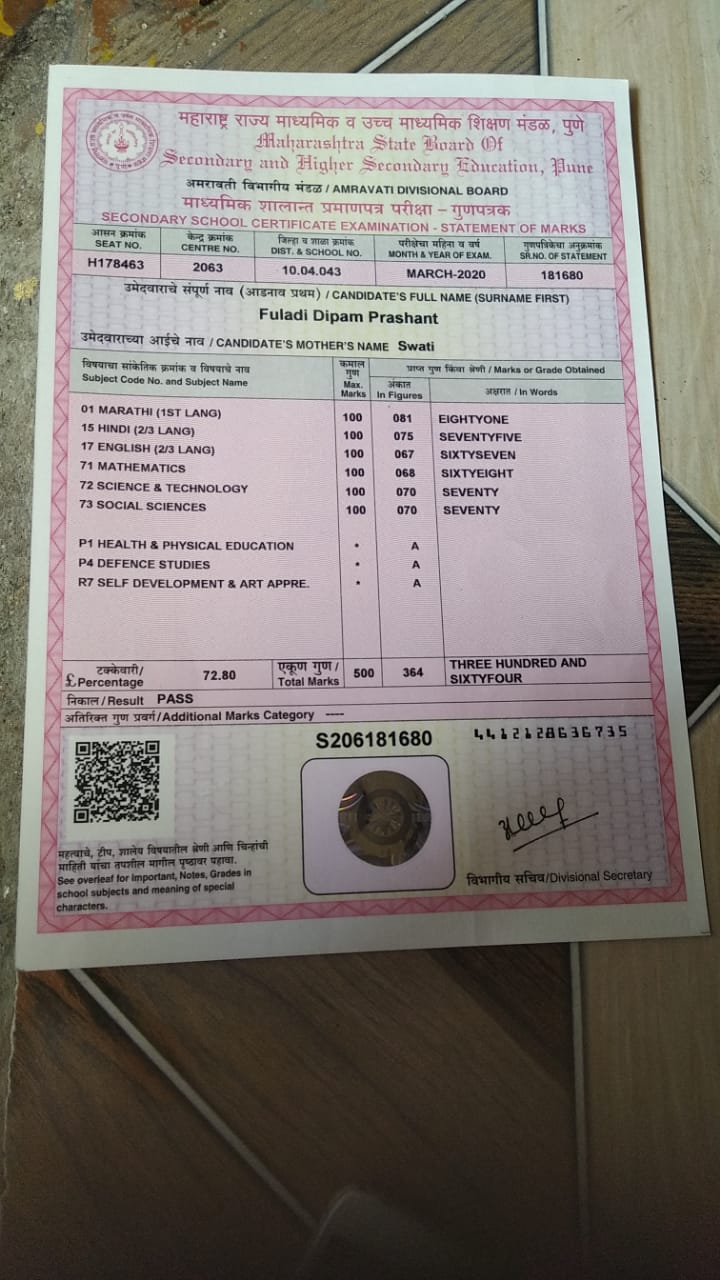 महाराष्ट्र राज्य माध्यमिक व उच्च माध्यमिक शिक्षण मंडळ, पुणे
Maharashtra State Board Of
Secondary and Higher Secondary Education, Pune
अमरावती विभागीय मंडळ / AMRAVATI DIVISIONAL BOARD
माध्यमिक शालान्त प्रमाणपत्र परीक्षा – गुणपत्रक
SECONDARY SCHOOL CERTIFICATE EXAMINATION - STATEMENT OF MARKS
आसन क्रमांक केन्द्र क्रमांक जिल्हा व शाळा क्रमांक परीक्षेचा महिना व वर्ष गुणपत्रिकेचा अनुक्रमांक
SEAT NO. CENTRE NO. DIST. & SCHOOL NO. MONTH & YEAR OF EXAM. SR.NO. OF STATEMENT
H178463 2063 10.04.043 MARCH-2020 181680
उमेदवाराचे संपूर्ण नाव (आडनाव प्रथम) / CANDIDATE'S FULL NAME (SURNAME FIRST)
Fuladi Dipam Prashant
उमेदवाराच्या आईचे नाव / CANDIDATE'S MOTHER'S NAME Swati
विषयाचा सांकेतिक क्रमांक व विषयाचे नाव कमाल गुण प्राप्त गुण किंवा श्रेणी / Marks or Grade Obtained
Subject Code No. and Subject Name Max. Marks अंकात In Figures अक्षरात / In Words
01 MARATHI (1ST LANG) 100 081 EIGHTYONE
15 HINDI (2/3 LANG) 100 075 SEVENTYFIVE
17 ENGLISH (2/3 LANG) 100 067 SIXTYSEVEN
71 MATHEMATICS 100 068 SIXTYEIGHT
72 SCIENCE & TECHNOLOGY 100 070 SEVENTY
73 SOCIAL SCIENCES 100 070 SEVENTY
P1 HEALTH & PHYSICAL EDUCATION * A
P4 DEFENCE STUDIES * A
R7 SELF DEVELOPMENT & ART APPRE. * A
टक्केवारी/ एकूण गुण / THREE HUNDRED AND
£Percentage 72.80 Total Marks 500 364 SIXTYFOUR
निकाल/Result PASS
अतिरिक्त गुण प्रवर्ग/Additional Marks Category ----
S206181680 4412128636735
महत्वाचे, टीप, शालेय विषयातील श्रेणी आणि चिन्हांची
माहिती यांचा तपशील मागील पृष्ठावर पहावा.
See overleaf for Important, Notes, Grades in
school subjects and meaning of special
characters.
विभागीय सचिव/Divisional Secretary